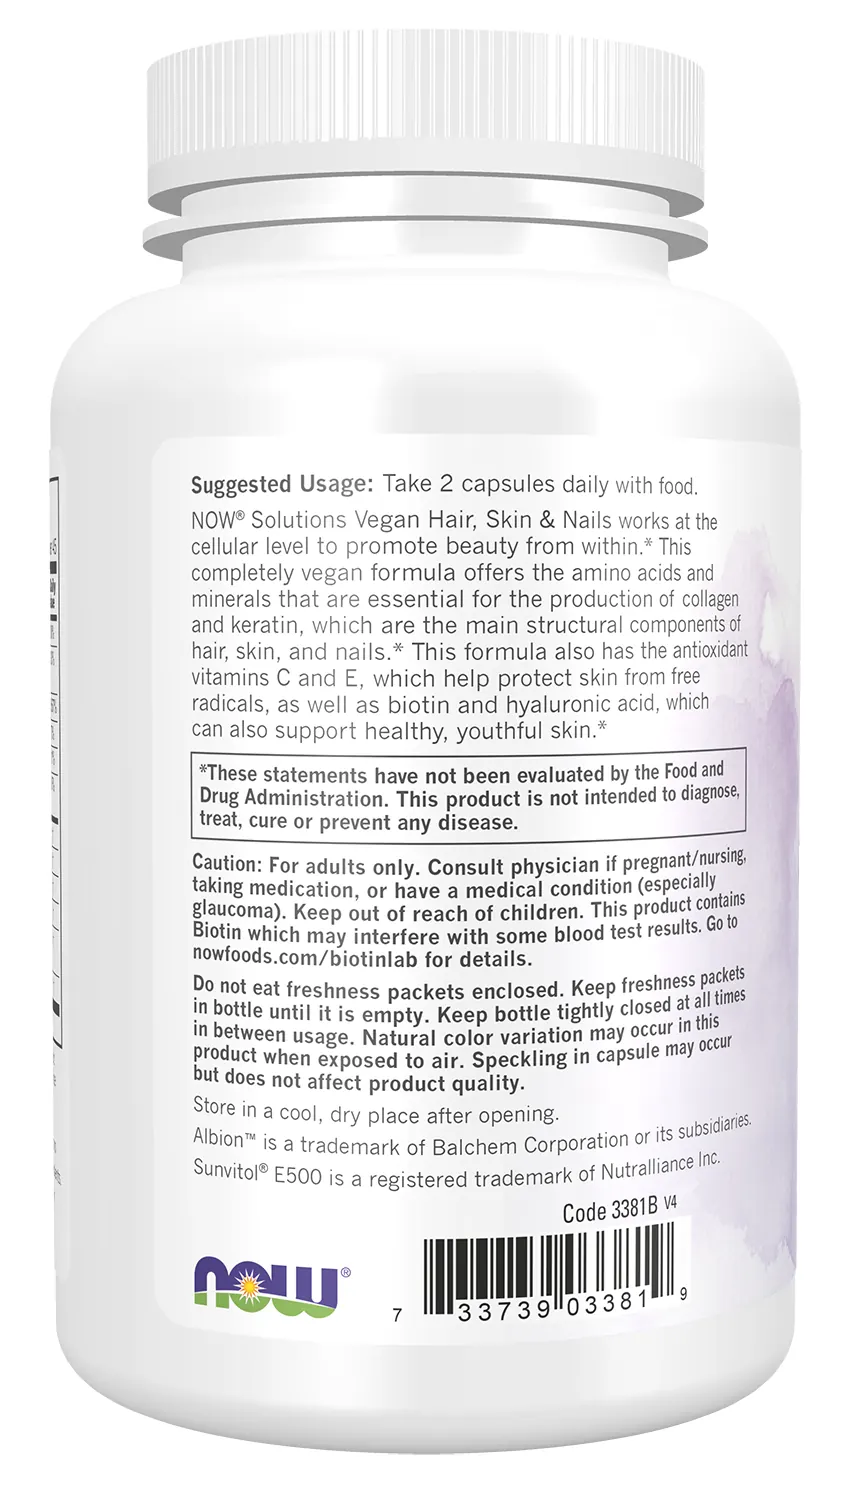 Suggested Usage: Take 2 capsules daily with food.
NOW® Solutions Vegan Hair, Skin & Nails works at the
cellular level to promote beauty from within.* This
completely vegan formula offers the amino acids and
minerals that are essential for the production of collagen
and keratin, which are the main structural components of
hair, skin, and nails.* This formula also has the antioxidant
vitamins C and E, which help protect skin from free
radicals, as well as biotin and hyaluronic acid, which
can also support healthy, youthful skin.*
*These statements have not been evaluated by the Food and
Drug Administration. This product is not intended to diagnose,
treat, cure or prevent any disease.
Caution: For adults only. Consult physician if pregnant/nursing,
taking medication, or have a medical condition (especially
glaucoma). Keep out of reach of children. This product contains
Biotin which may interfere with some blood test results. Go to
nowfoods.com/biotinlab for details.
Do not eat freshness packets enclosed. Keep freshness packets
in bottle until it is empty. Keep bottle tightly closed at all times
in between usage. Natural color variation may occur in this
product when exposed to air. Speckling in capsule may occur
but does not affect product quality.
Store in a cool, dry place after opening.
Albion™ is a trademark of Balchem Corporation or its subsidiaries.
Sunvitol® E500 is a registered trademark of Nutralliance Inc.
Code 3381B V4
now®
7 33739 03381 9